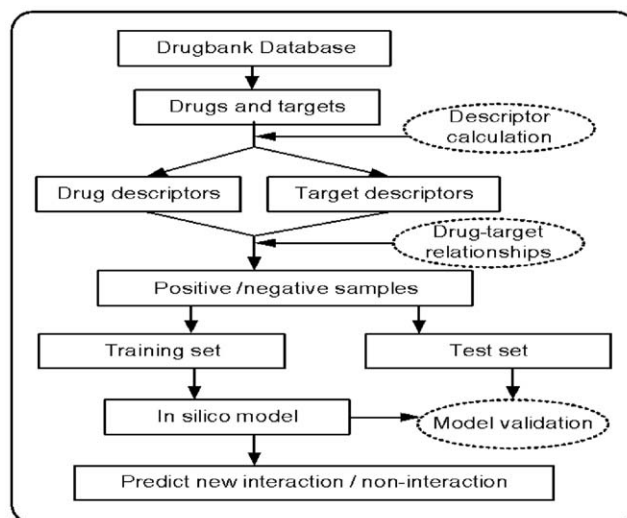 Drugbank Database
Drugs and targets
Descriptor
calculation
Drug descriptors
Target descriptors
Drug-target
relationships
Positive /negative samples
Training set
Test set
In silico model
Model validation
Predict new interaction / non-interaction